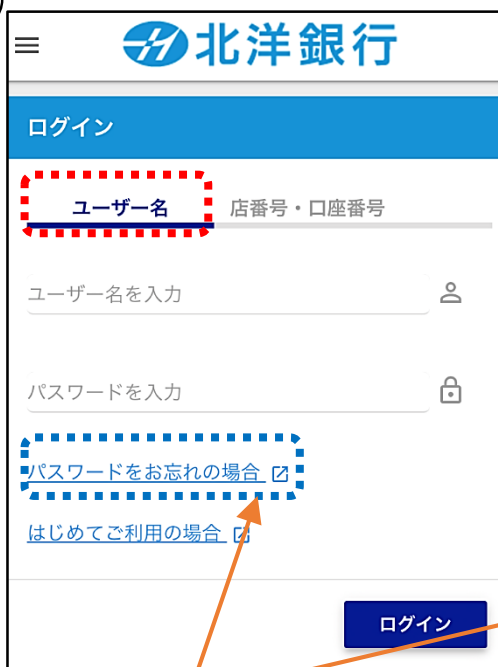 北洋銀行
ログイン
ユーザー名 店番号・口座番号
ユーザー名を入力
パスワードを入力
パスワードをお忘れの場合
はじめてご利用の場合
ログイン